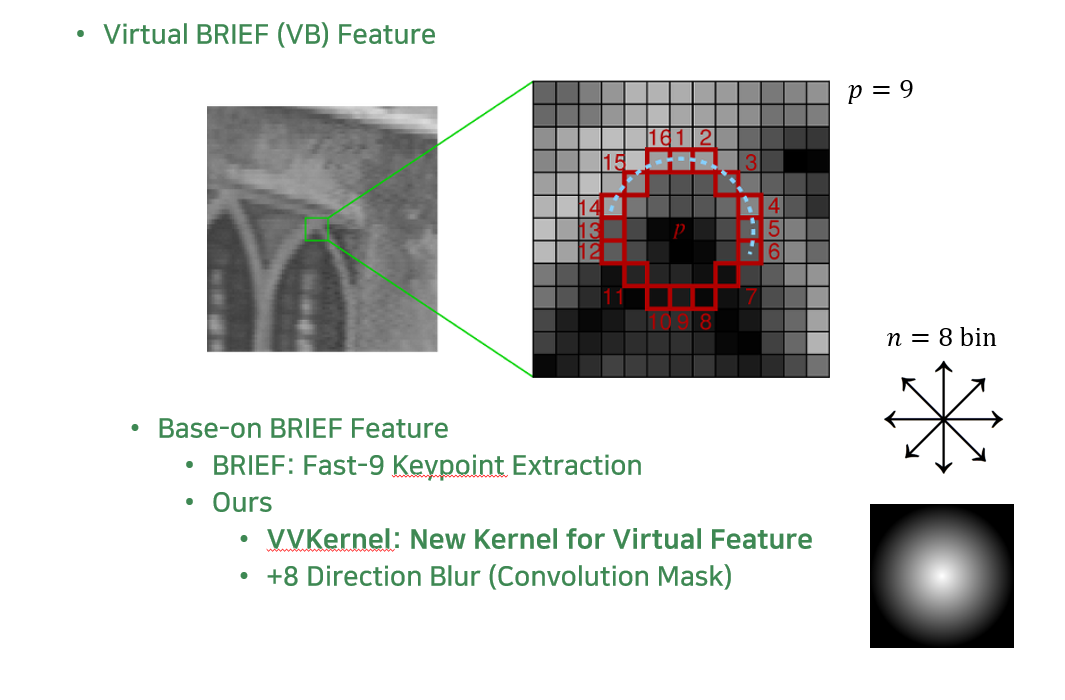 • Virtual BRIEF (VB) Feature
p = 9
16 1 2
15 3
14 4
13 p 5
12 6
11 7
10 9 8
n = 8 bin
• Base-on BRIEF Feature
• BRIEF: Fast-9 Keypoint Extraction
• Ours
• VVKernel: New Kernel for Virtual Feature
• +8 Direction Blur (Convolution Mask)